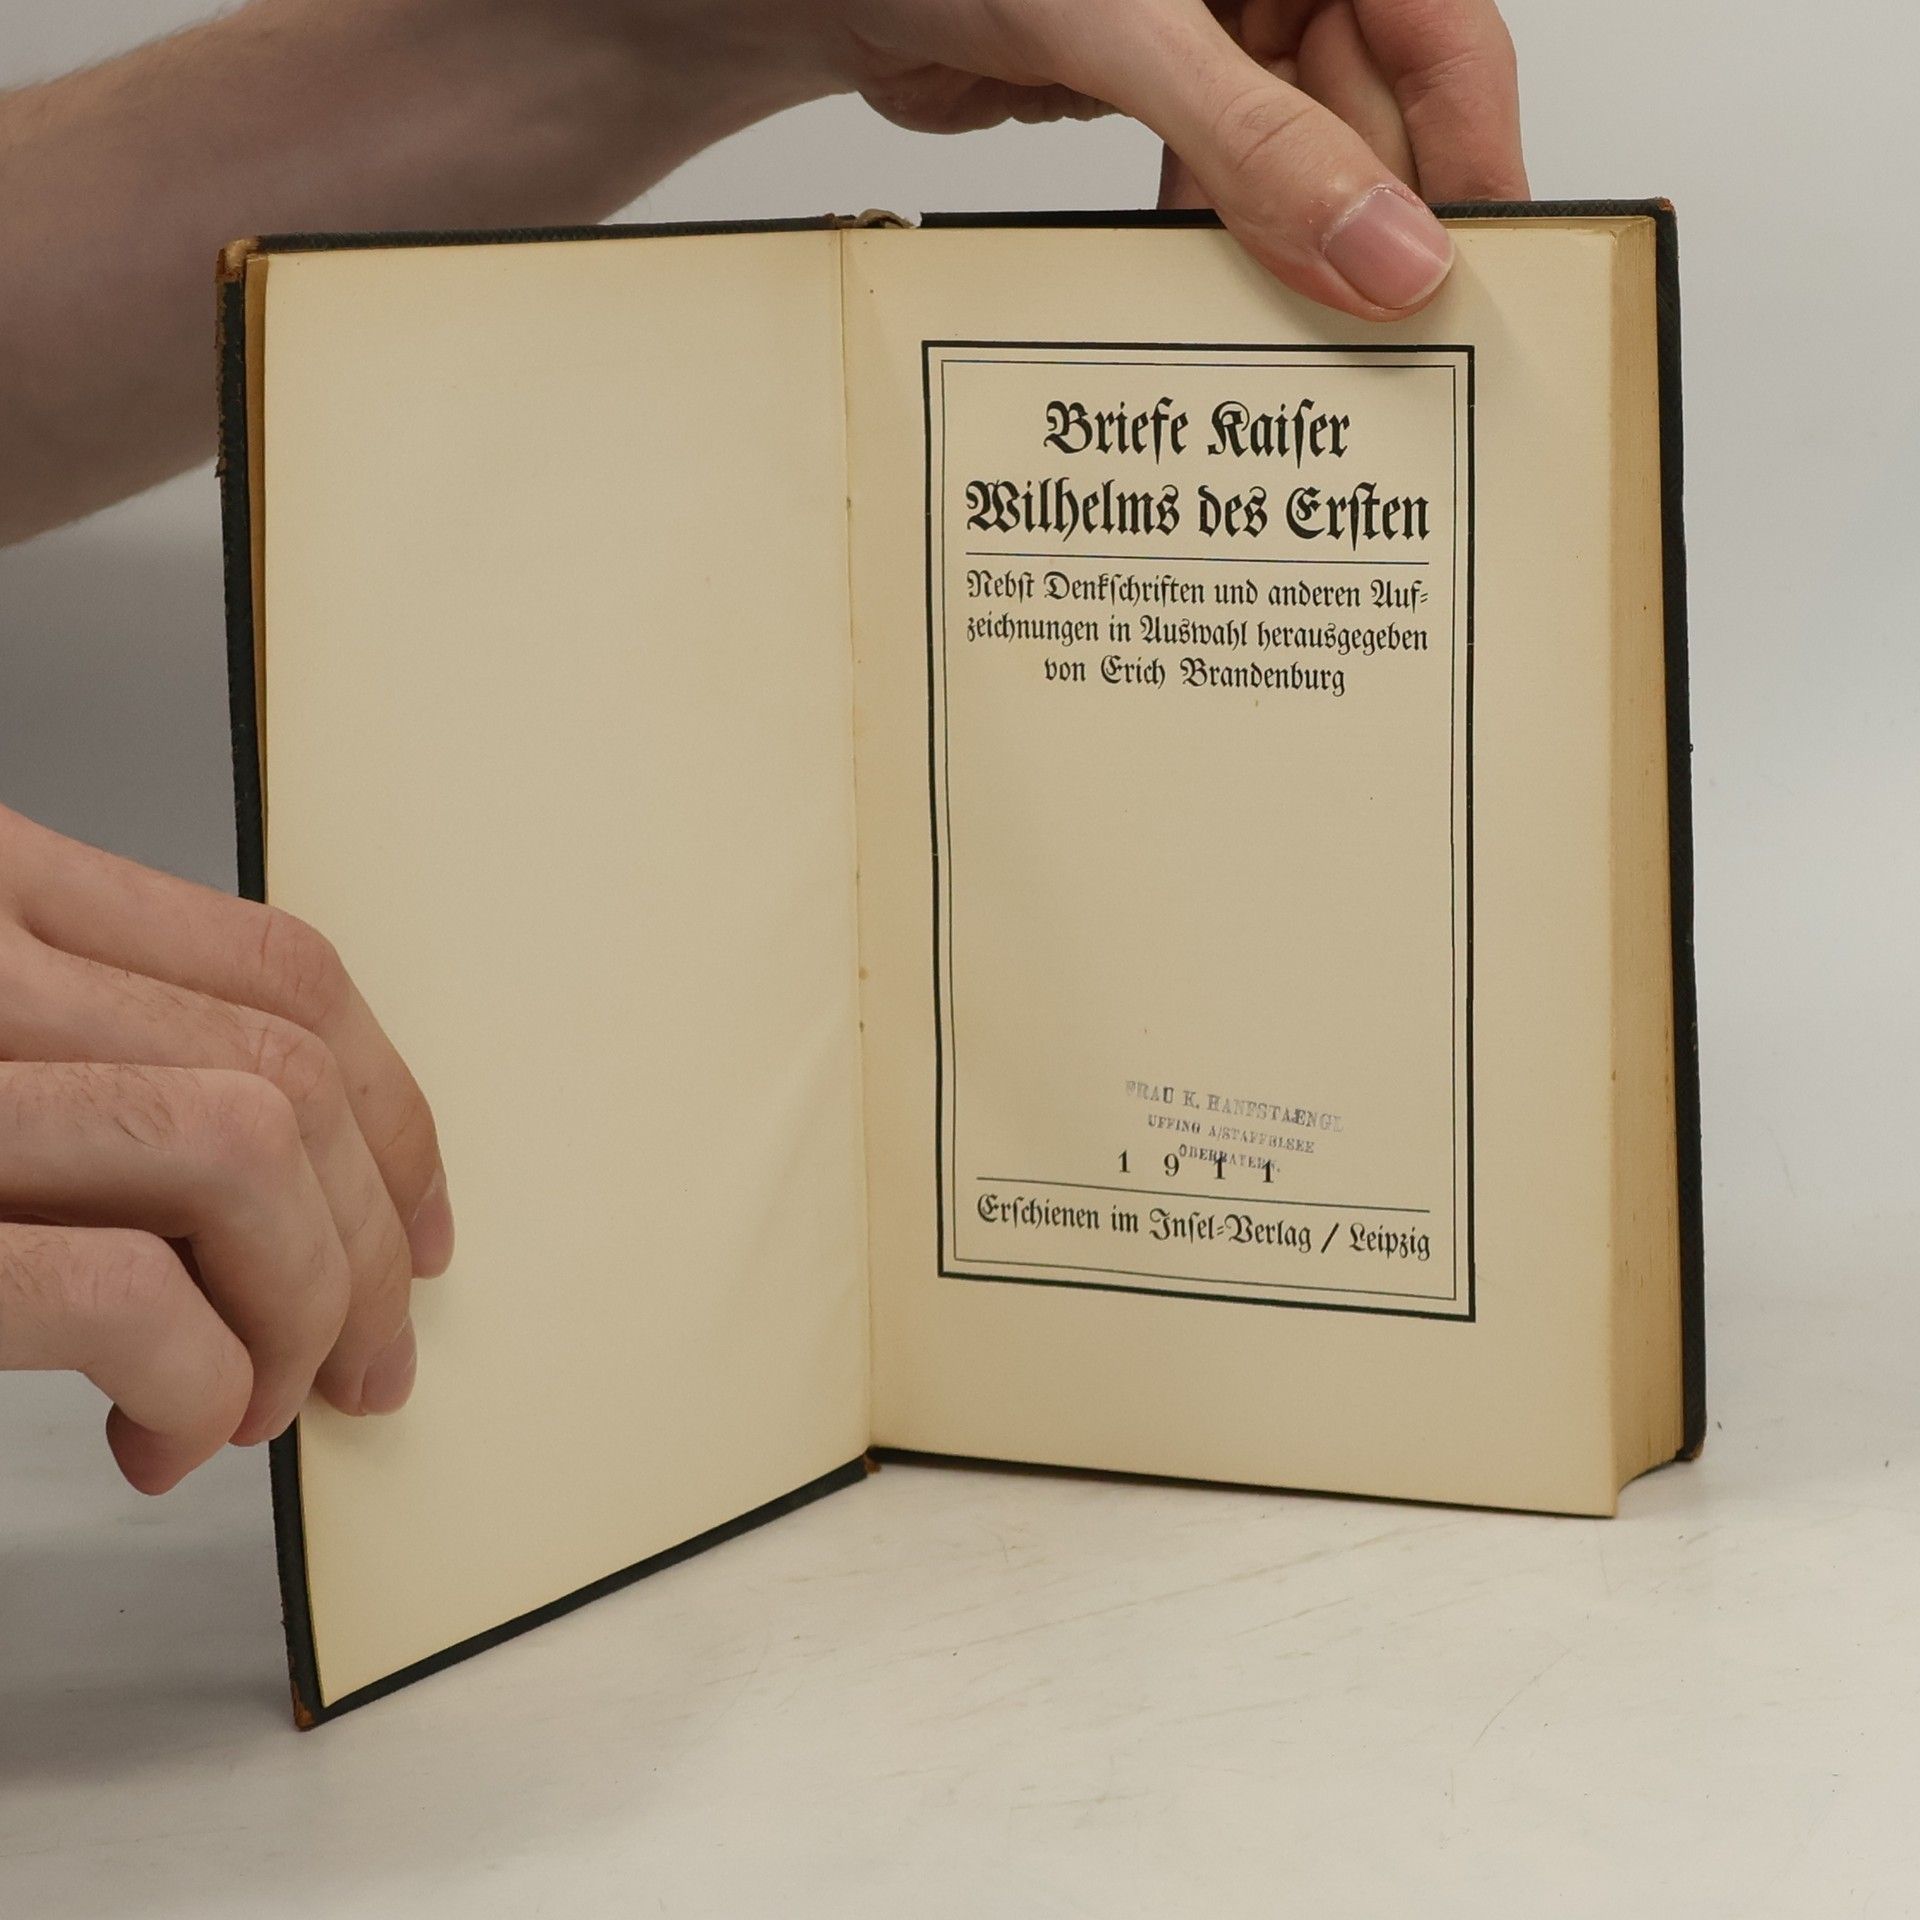 Briefe Kaiſer
Wilhelms des Erſten
Nebſt Denkſchriften und anderen Auf-
zeichnungen in Auswahl herausgegeben
von Erich Brandenburg
FRAU K. HANFSTAENGL
UFFING A/STAFFELSEE
OBERBAYERN.
1 9 1 1
Erſchienen im Inſel-Verlag / Leipzig